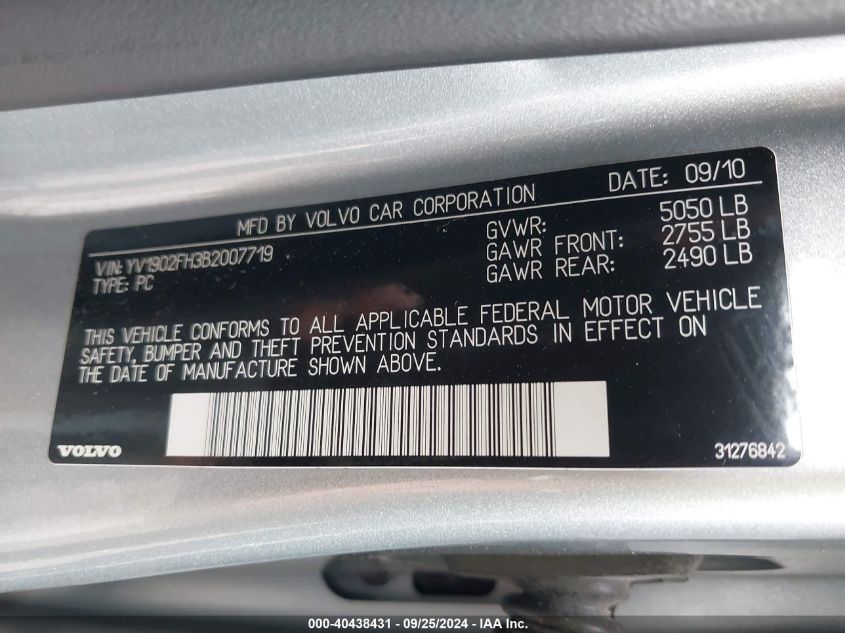 MFD BY VOLVO CAR CORPORATION DATE: 09/10
VIN: YV1902FH3B2007719
TYPE: PC
GVWR: 5050 LB
GAWR FRONT: 2755 LB
GAWR REAR: 2490 LB
THIS VEHICLE CONFORMS TO ALL APPLICABLE FEDERAL MOTOR VEHICLE
SAFETY, BUMPER AND THEFT PREVENTION STANDARDS IN EFFECT ON
THE DATE OF MANUFACTURE SHOWN ABOVE.
VOLVO 31276842
000-40438431 - 09/25/2024 - IAA Inc.